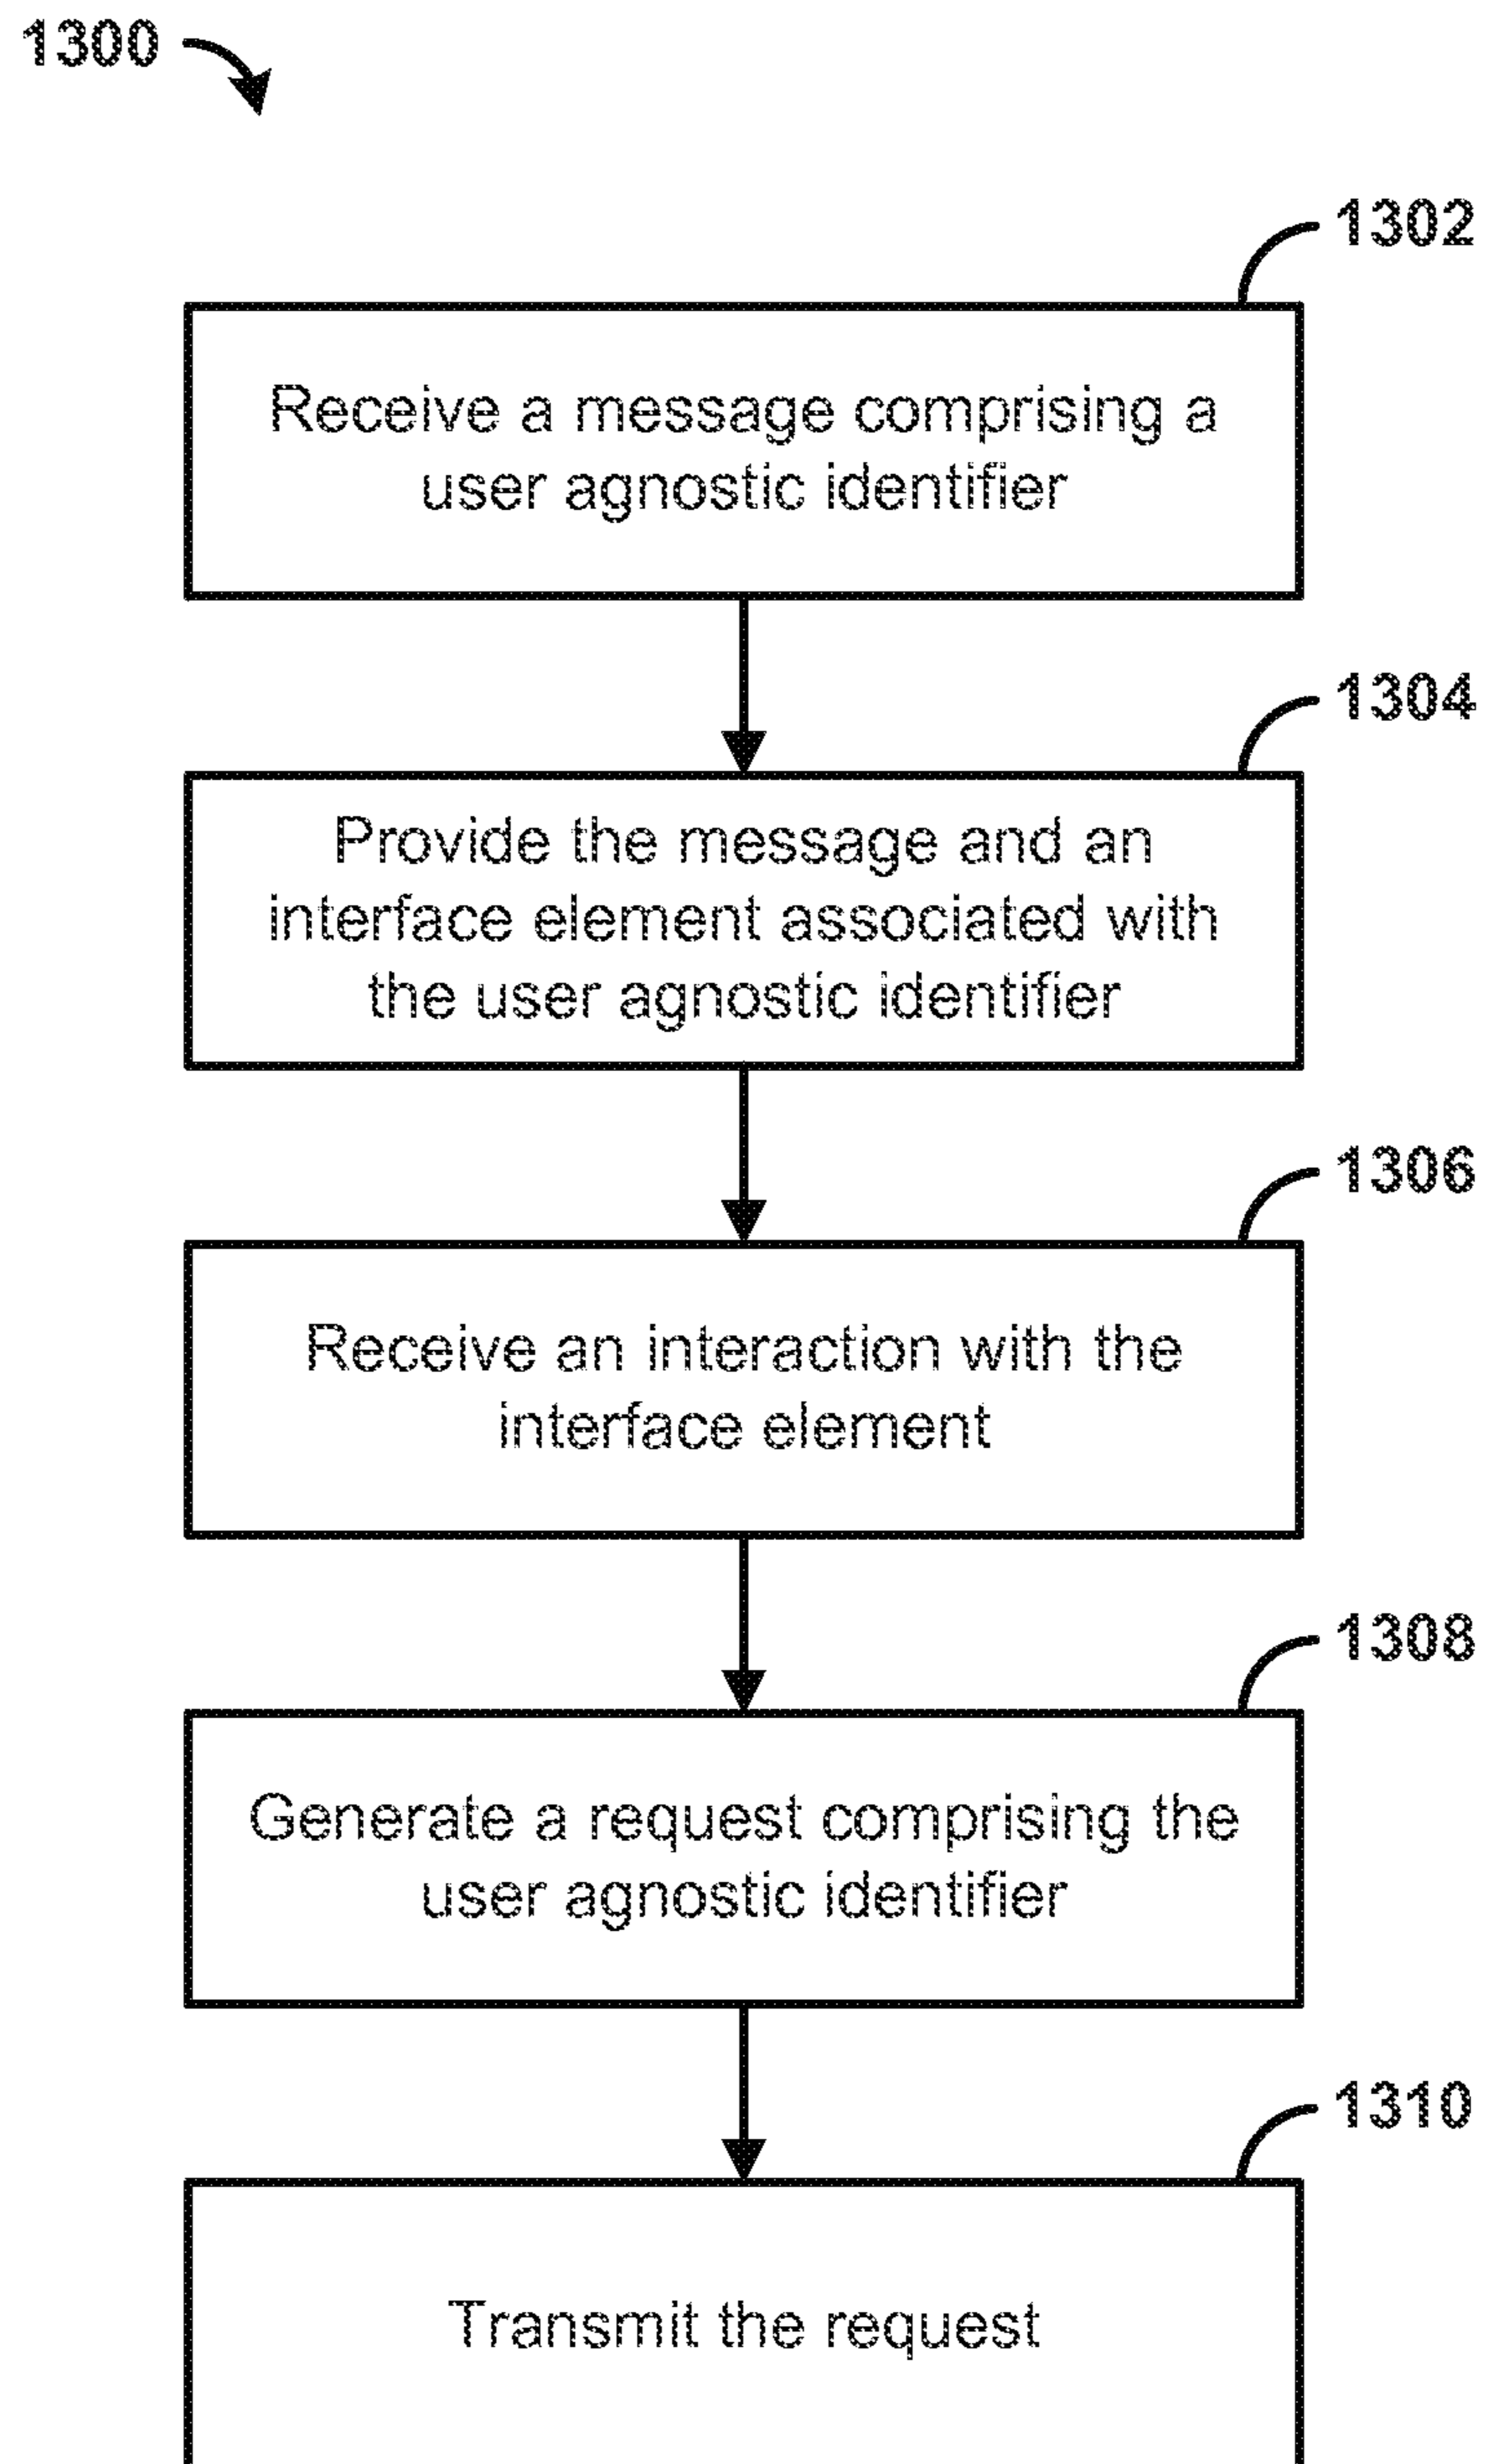 1300
1302
Receive a message comprising a
user agnostic identifier
1304
Provide the message and an
interface element associated with
the user agnostic identifier
1306
Receive an interaction with the
interface element
1308
Generate a request comprising the
user agnostic identifier
1310
Transmit the request